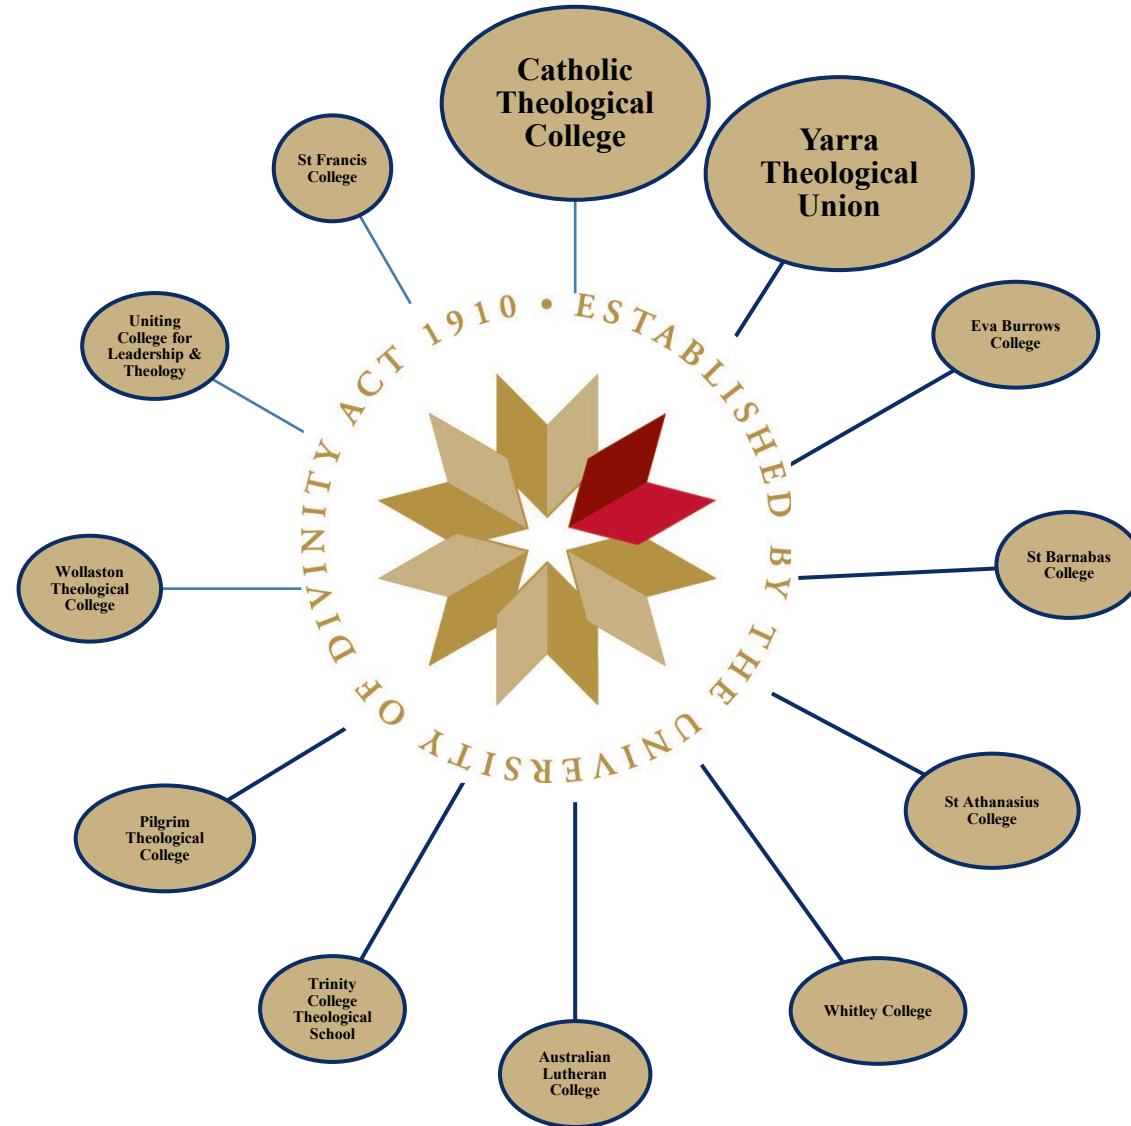 Catholic
Theological
College
Yarra
Theological
Union
St Francis
College
Uniting
College for
Leadership &
Theology
Eva Burrows
College
Wollaston
Theological
College
St Barnabas
College
Pilgrim
Theological
College
St Athanasius
College
Trinity
College
Theological
School
Australian
Lutheran
College
Whitley College
• ESTABLISHED BY THE UNIVERSITY OF DIVINITY ACT 1910